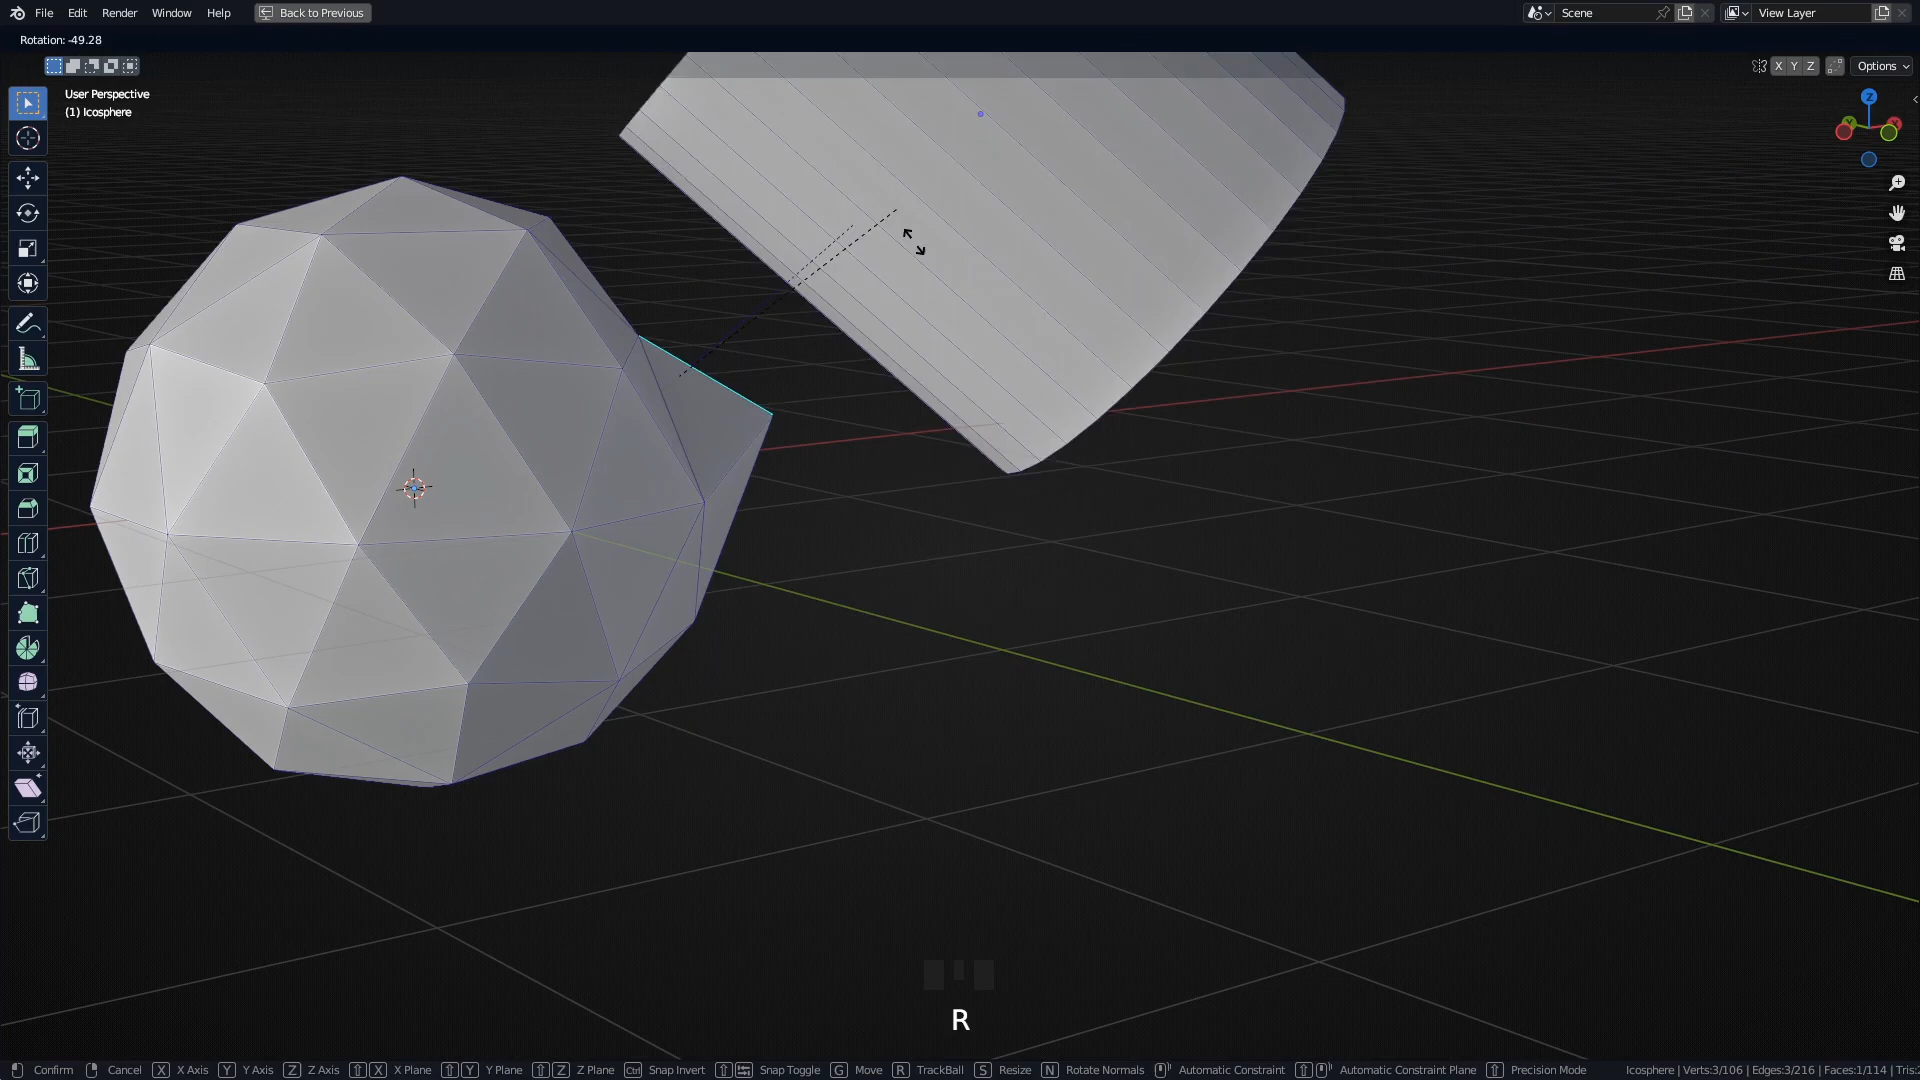 File Edit Render Window Help Back to Previous Scene View Layer
Rotation: -49.28
X Y Z Options
User Perspective
(1) Icosphere
Z
R
Confirm Cancel X X Axis Y Y Axis Z Z Axis X X Plane Y Y Plane Z Z Plane Ctrl Snap Invert Snap Toggle G Move R TrackBall S Resize N Rotate Normals Automatic Constraint Automatic Constraint Plane Precision Mode Icosphere | Verts:3/106 | Edges:3/216 | Faces:1/114 | Tris: